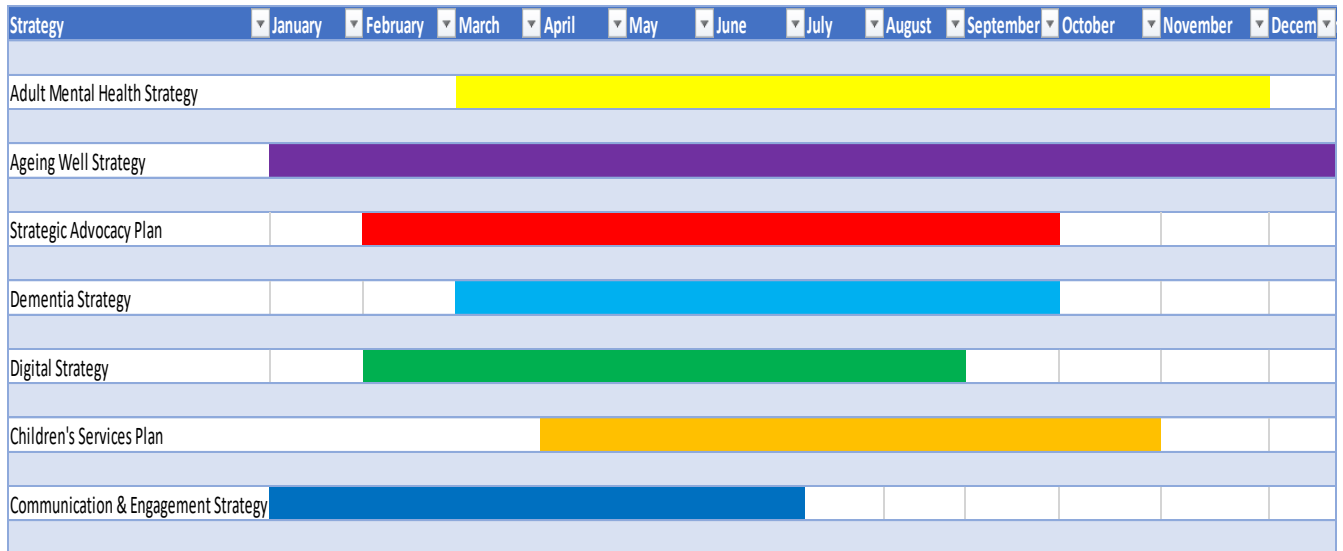 Strategy January February March April May June July August September October November Decem
Adult Mental Health Strategy
Ageing Well Strategy
Strategic Advocacy Plan
Dementia Strategy
Digital Strategy
Children's Services Plan
Communication & Engagement Strategy